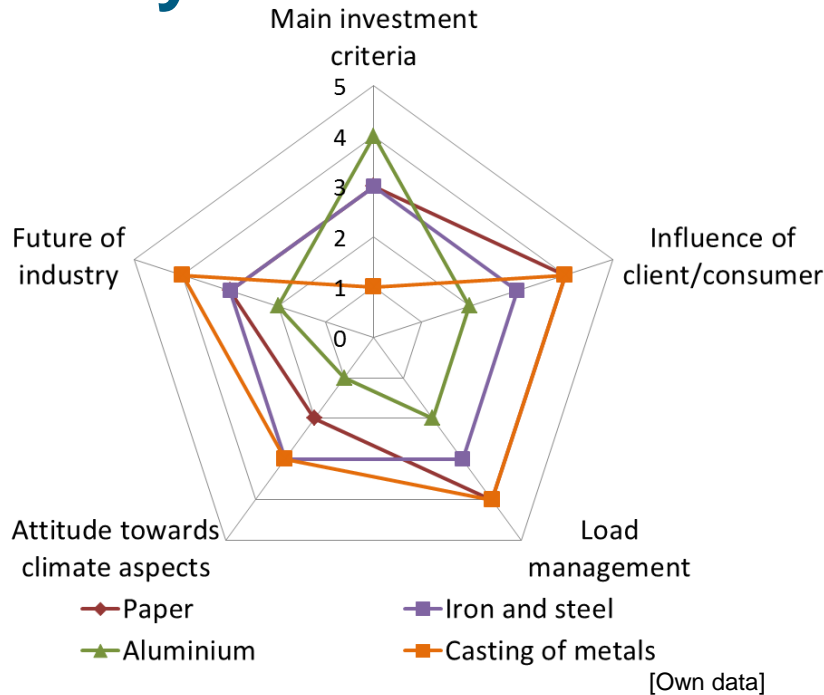 y
Main investment
criteria
5
4
3
2
1
0
Future of
industry
Influence of
client/consumer
Attitude towards
climate aspects
Load
management
Paper
Iron and steel
Aluminium
Casting of metals
[Own data]